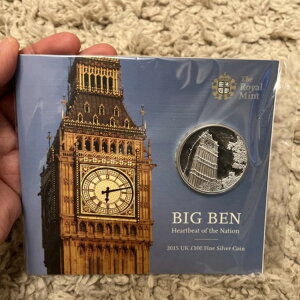 The
Royal
Mint
BIG BEN
Heartbeat of the Nation
2015 UK £100 Fine Silver Coin